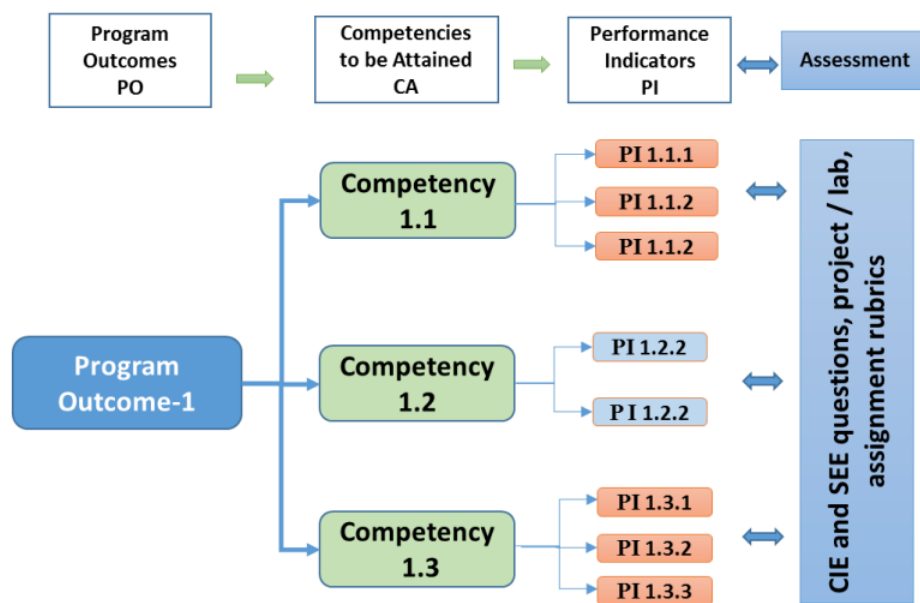 Program
Outcomes
PO
Competencies
to be Attained
CA
Performance
Indicators
PI
Assessment
Program
Outcome-1
Competency
1.1
PI 1.1.1
PI 1.1.2
PI 1.1.2
Competency
1.2
PI 1.2.2
P I 1.2.2
Competency
1.3
PI 1.3.1
PI 1.3.2
PI 1.3.3
CIE and SEE questions, project / lab,
assignment rubrics